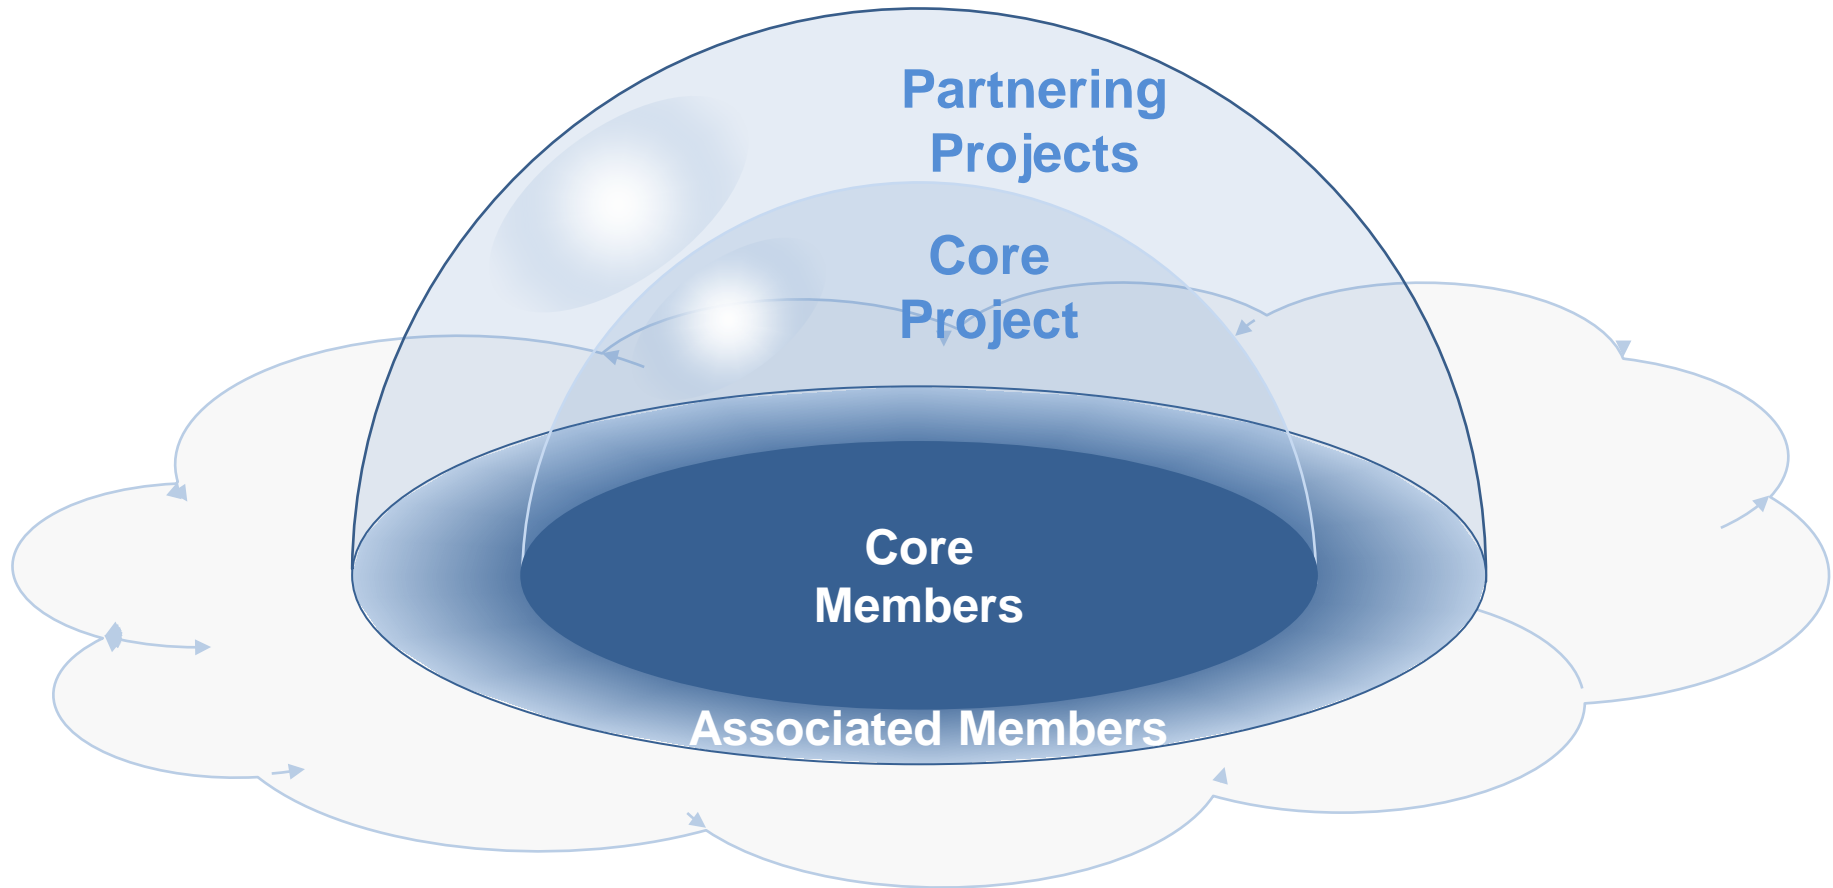 Partnering
Projects
Core
Project
Core
Members
Associated Members